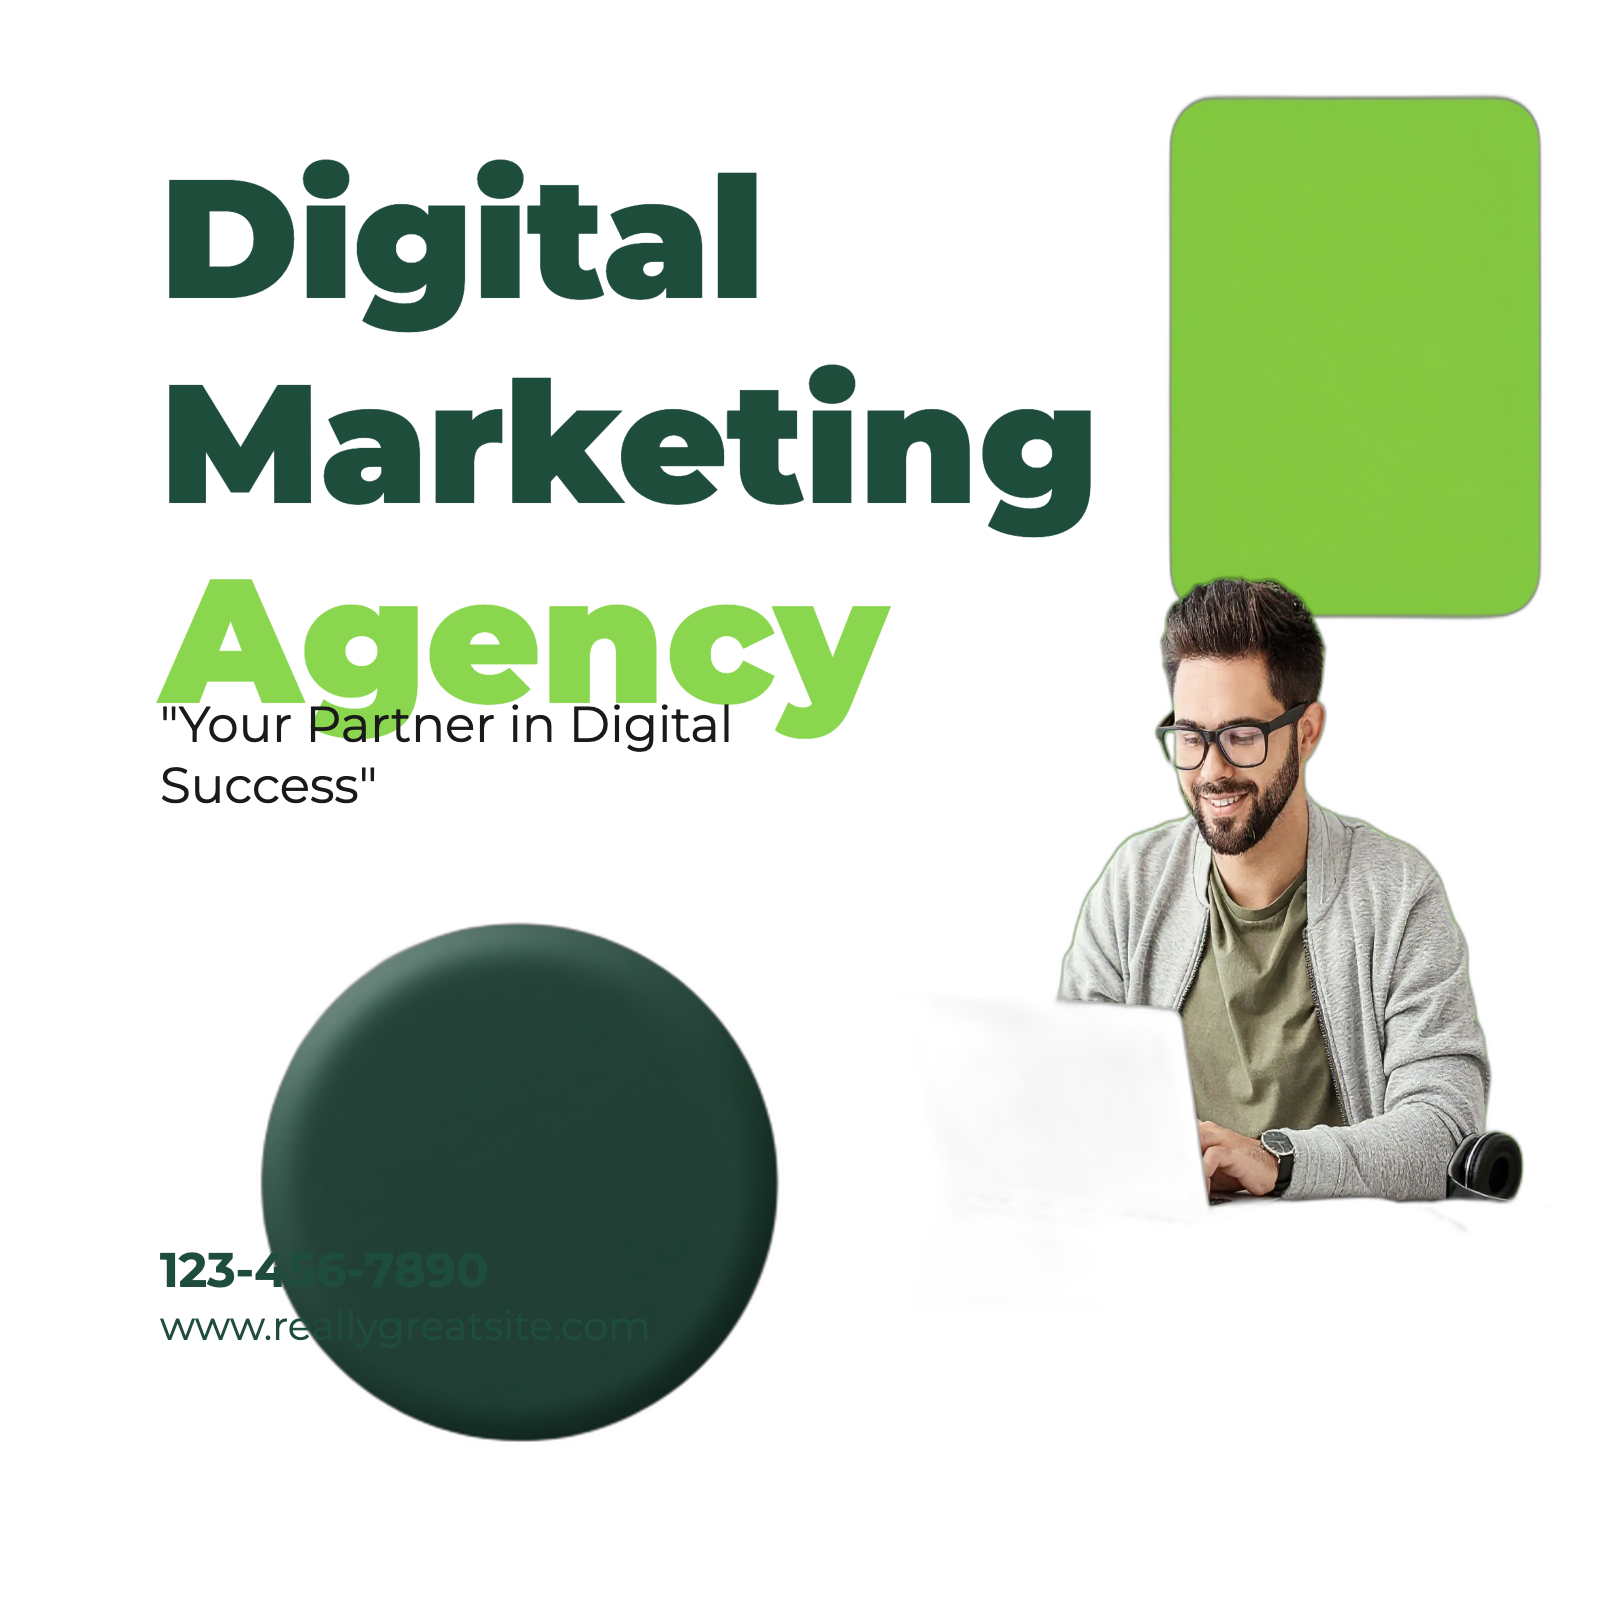 Digital
Marketing
Agency
"Your Partner in Digital
Success"
123-456-7890
www.reallygreatsite.com